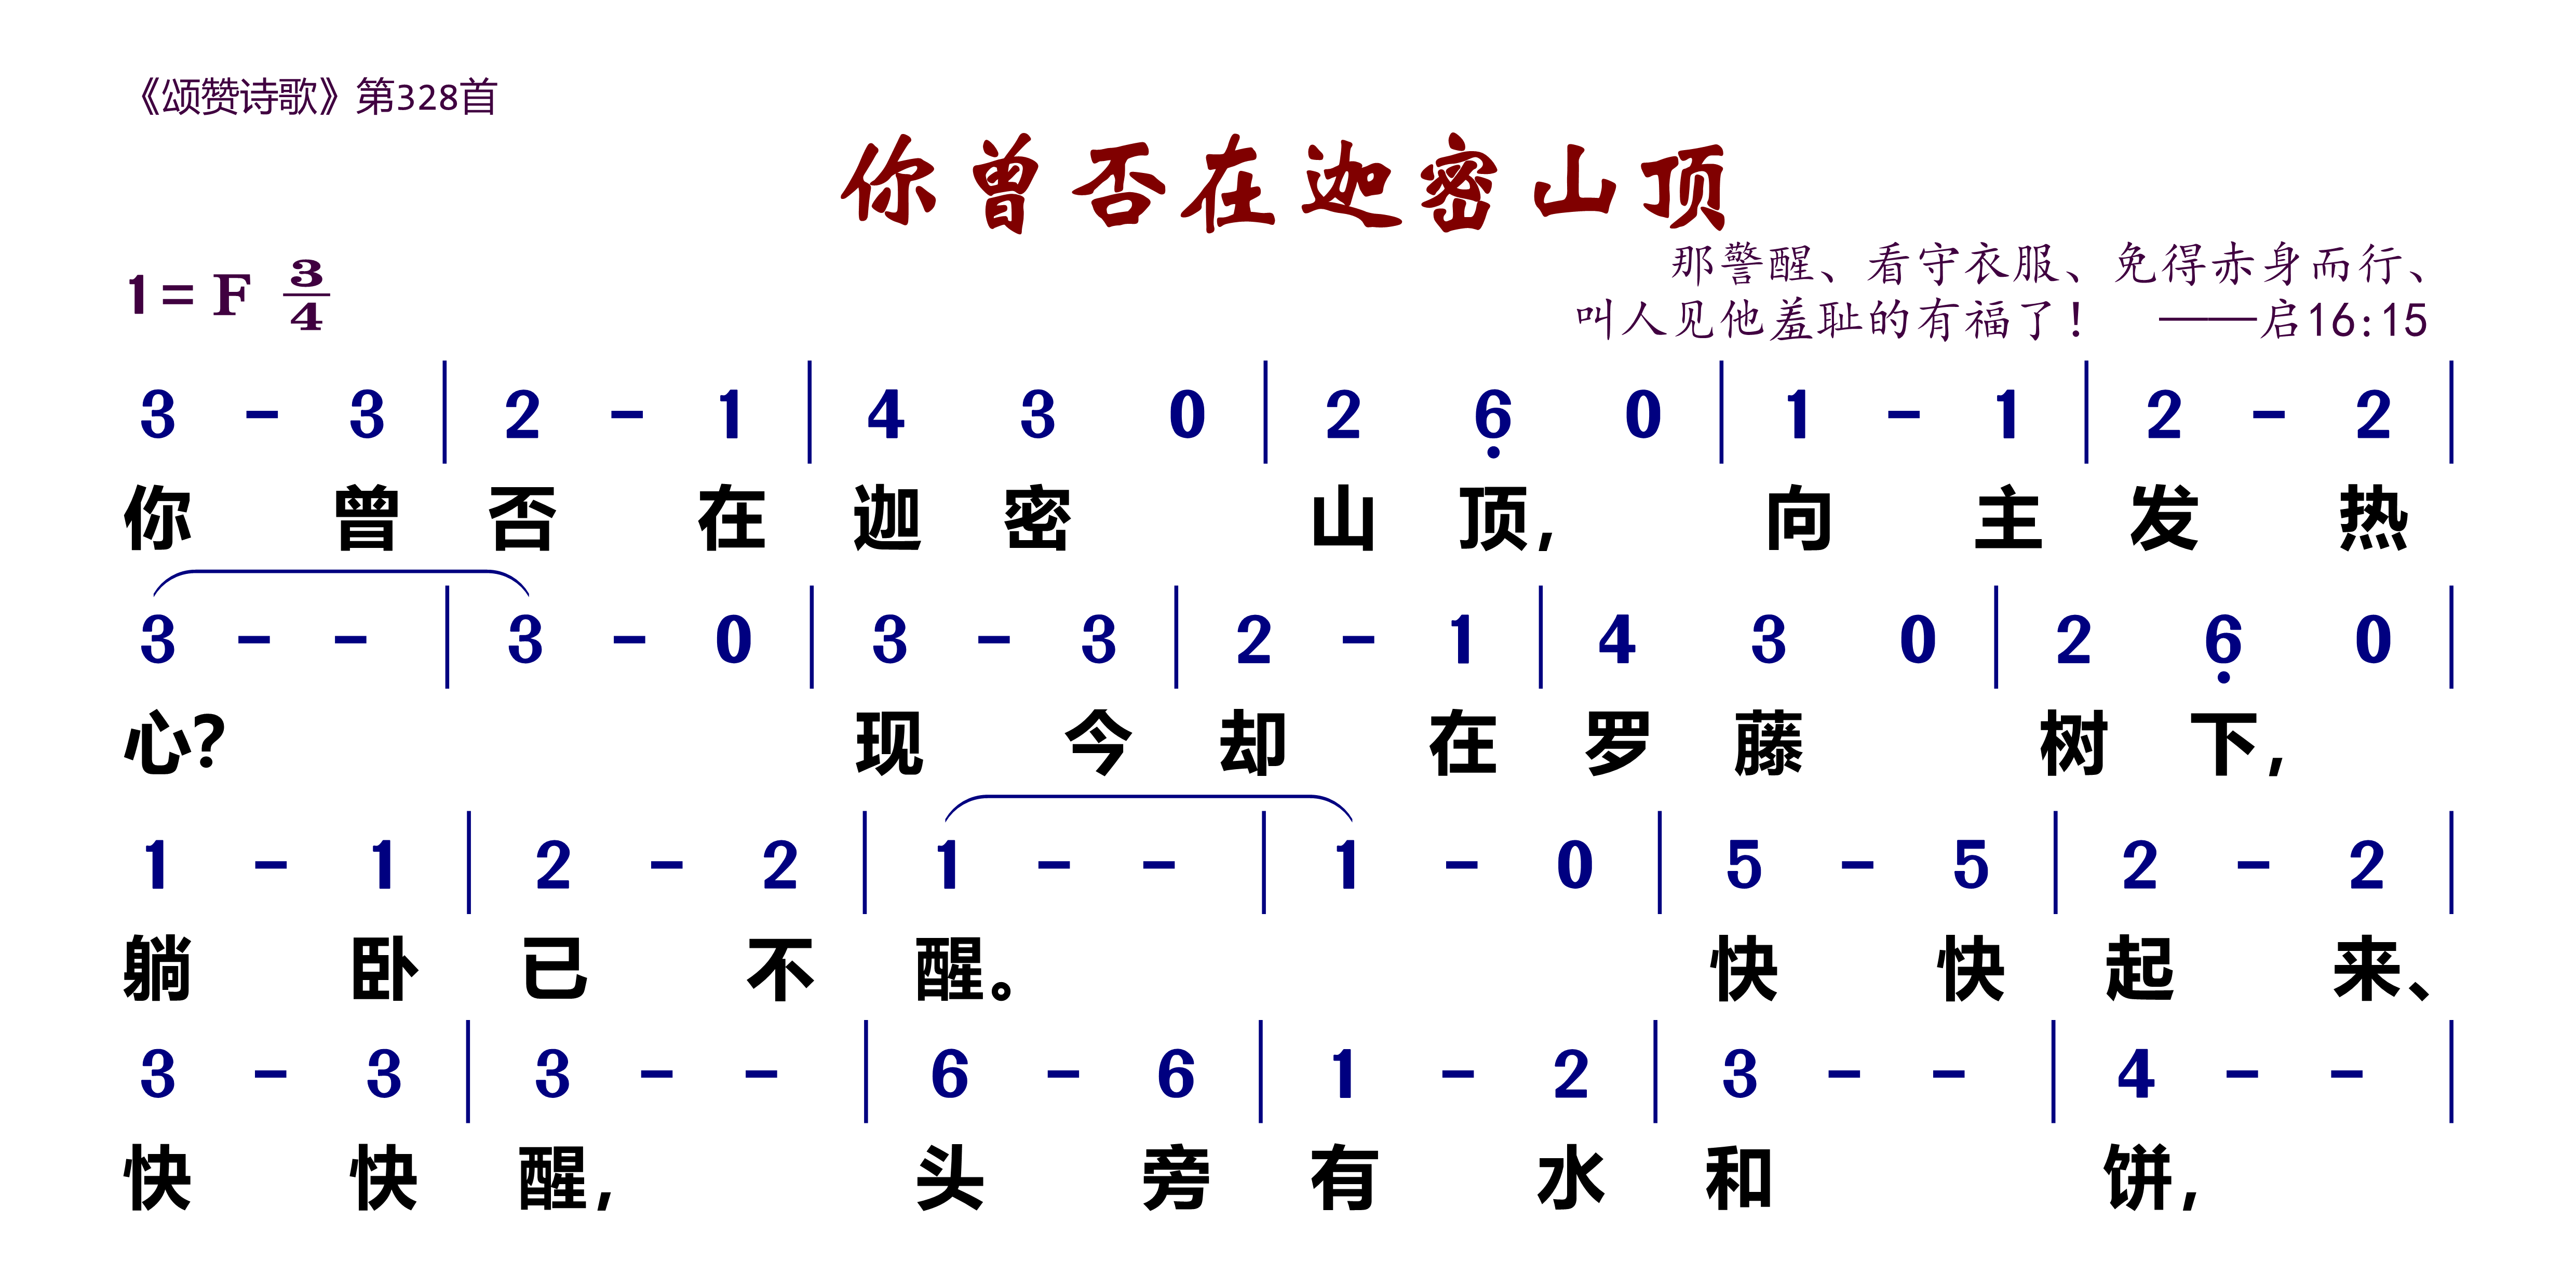 《颂赞诗歌》第328首
你曾否在迦密山顶
1= F 3/4
那警醒、看守衣服、免得赤身而行、
叫人见他羞耻的有福了！ ——启16:15
3 - 3 | 2 - 1 | 4 3 0 | 2 6̣ 0 | 1 - 1 | 2 - 2 |
你 曾 否 在 迦 密 山 顶, 向 主 发 热
3 - - | 3 - 0 | 3 - 3 | 2 - 1 | 4 3 0 | 2 6̣ 0 |
心? 现 今 却 在 罗 藤 树 下,
1 - 1 | 2 - 2 | 1 - - | 1 - 0 | 5 - 5 | 2 - 2 |
躺 卧 已 不 醒。 快 快 起 来、
3 - 3 | 3 - - | 6 - 6 | 1 - 2 | 3 - - | 4 - - |
快 快 醒, 头 旁 有 水 和 饼,